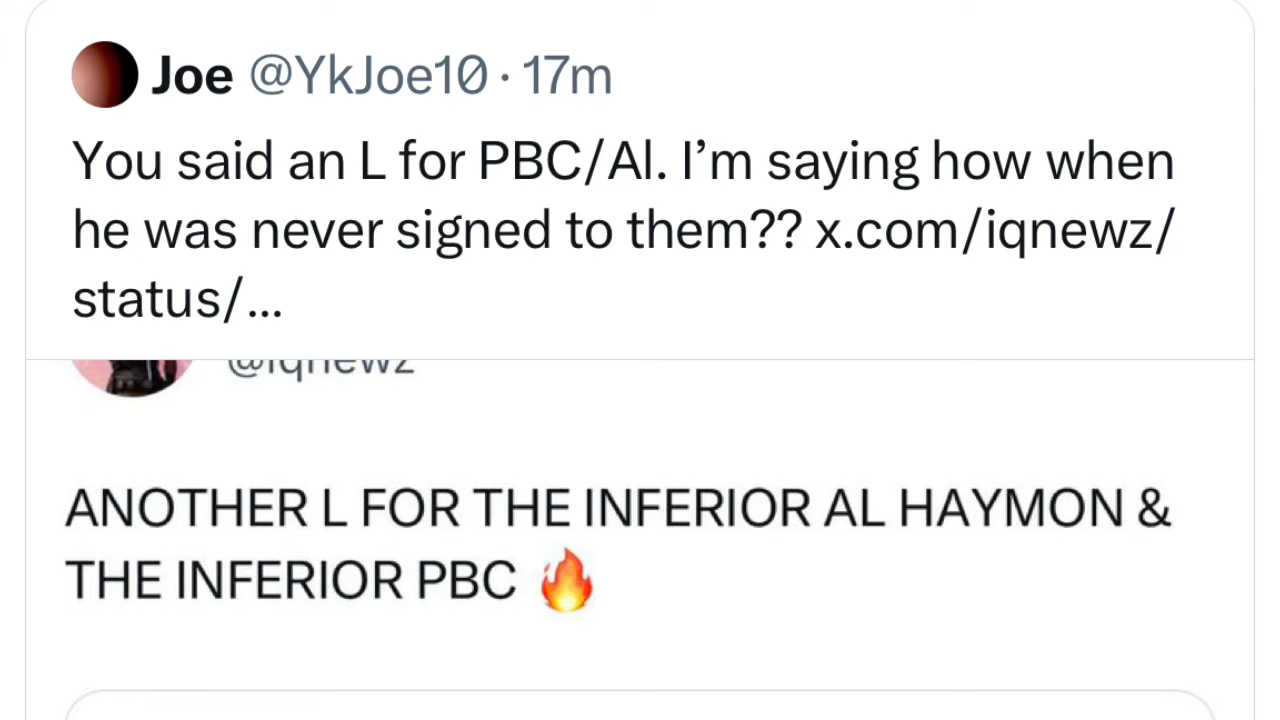 Joe @YkJoe10 · 17m
You said an L for PBC/Al. I’m saying how when
he was never signed to them?? x.com/iqnewz/
status/...
@iqnewz
ANOTHER L FOR THE INFERIOR AL HAYMON &
THE INFERIOR PBC 🔥